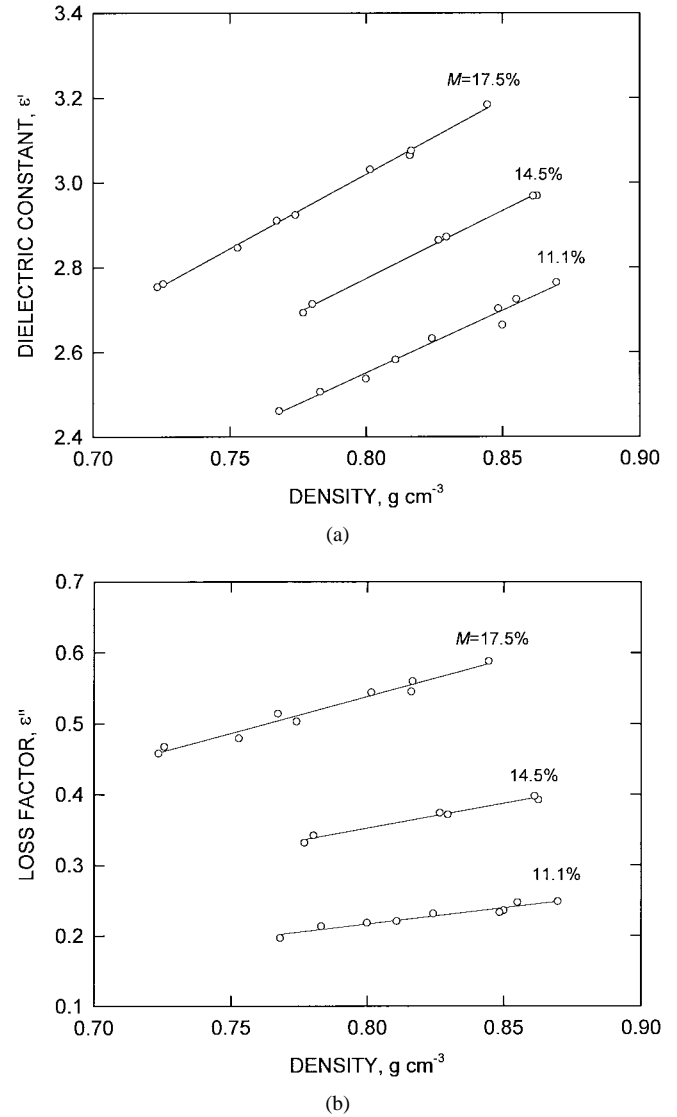 3.4
3.2
3.0
2.8
2.6
2.4
DIELECTRIC CONSTANT, ε'
M=17.5%
14.5%
11.1%
0.70 0.75 0.80 0.85 0.90
DENSITY, g cm-3
(a)
0.7
0.6
0.5
0.4
0.3
0.2
0.1
LOSS FACTOR, ε"
M=17.5%
14.5%
11.1%
0.70 0.75 0.80 0.85 0.90
DENSITY, g cm-3
(b)